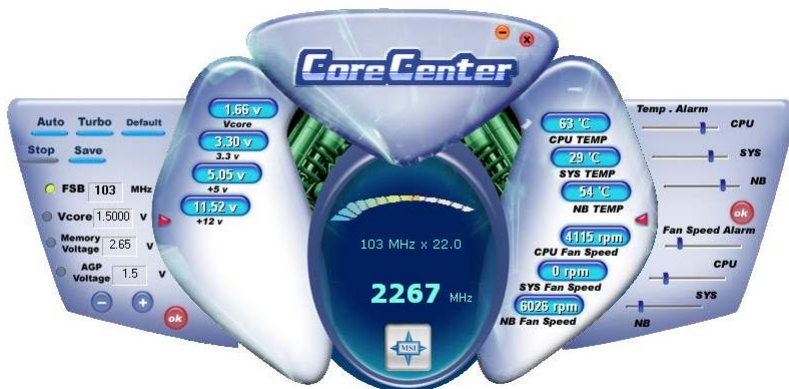 CoreCenter
Auto Turbo Default
Stop Save
FSB 103 MHz
Vcore 1.5000 v
Memory Voltage 2.65 v
AGP Voltage 1.5 v
ok
1.66 v
Vcore
3.30 v
3.3 v
5.05 v
+5 v
11.52 v
+12 v
103 MHz x 22.0
2267 MHz
MSI
63 °C
CPU TEMP
29 °C
SYS TEMP
54 °C
NB TEMP
4115 rpm
CPU Fan Speed
0 rpm
SYS Fan Speed
6026 rpm
NB Fan Speed
Temp . Alarm
CPU
SYS
NB
ok
Fan Speed Alarm
CPU
SYS
NB